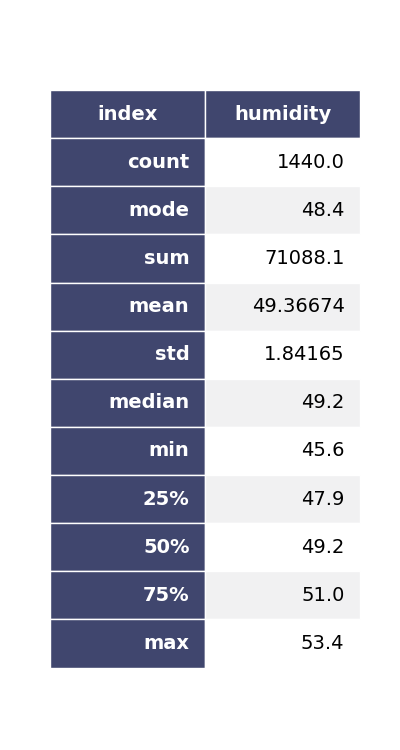 index humidity
count 1440.0
mode 48.4
sum 71088.1
mean 49.36674
std 1.84165
median 49.2
min 45.6
25% 47.9
50% 49.2
75% 51.0
max 53.4